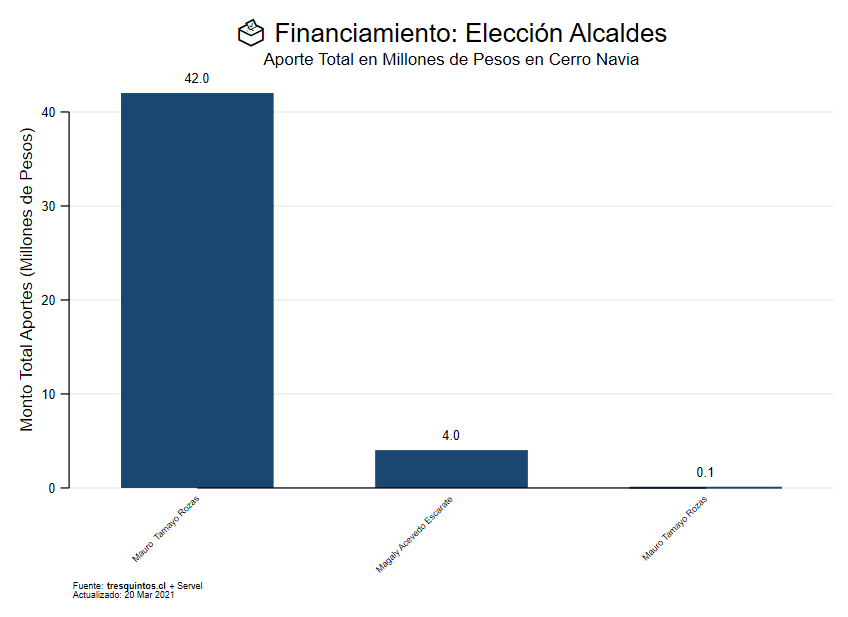 Financiamiento: Elección Alcaldes
Aporte Total en Millones de Pesos en Cerro Navia
Monto Total Aportes (Millones de Pesos)
40
30
20
10
0
42.0
4.0
0.1
Mauro Tamayo Rozas
Magaly Acevedo Escarate
Mauro Tamayo Rozas
Fuente: tresquintos.cl + Servel
Actualizado: 20 Mar 2021